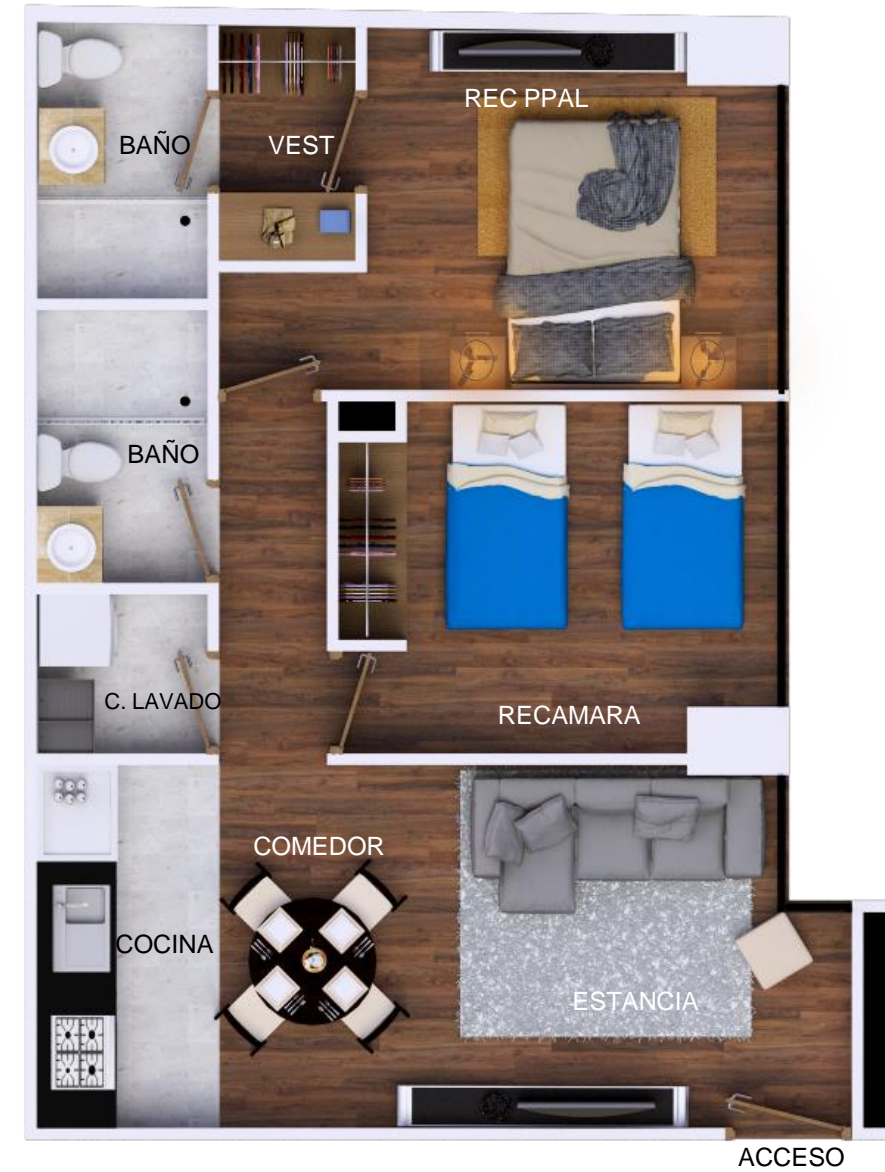 REC PPAL
BAÑO
VEST
BAÑO
C. LAVADO
RECAMARA
COMEDOR
COCINA
ESTANCIA
ACCESO